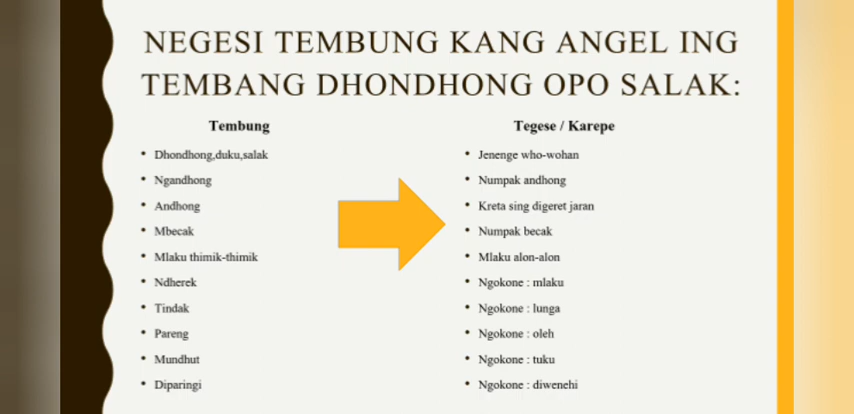 NEGESI TEMBUNG KANG ANGEL ING
TEMBANG DHONDHONG OPO SALAK:
Tembung
• Dhondhong,duku,salak
• Ngandhong
• Andhong
• Mbecak
• Mlaku thimik-thimik
• Ndherek
• Tindak
• Pareng
• Mundhut
• Diparingi
Tegese / Karepe
• Jenenge who-wohan
• Numpak andhong
• Kreta sing digeret jaran
• Numpak becak
• Mlaku alon-alon
• Ngokone : mlaku
• Ngokone : lunga
• Ngokone : oleh
• Ngokone : tuku
• Ngokone : diwenehi